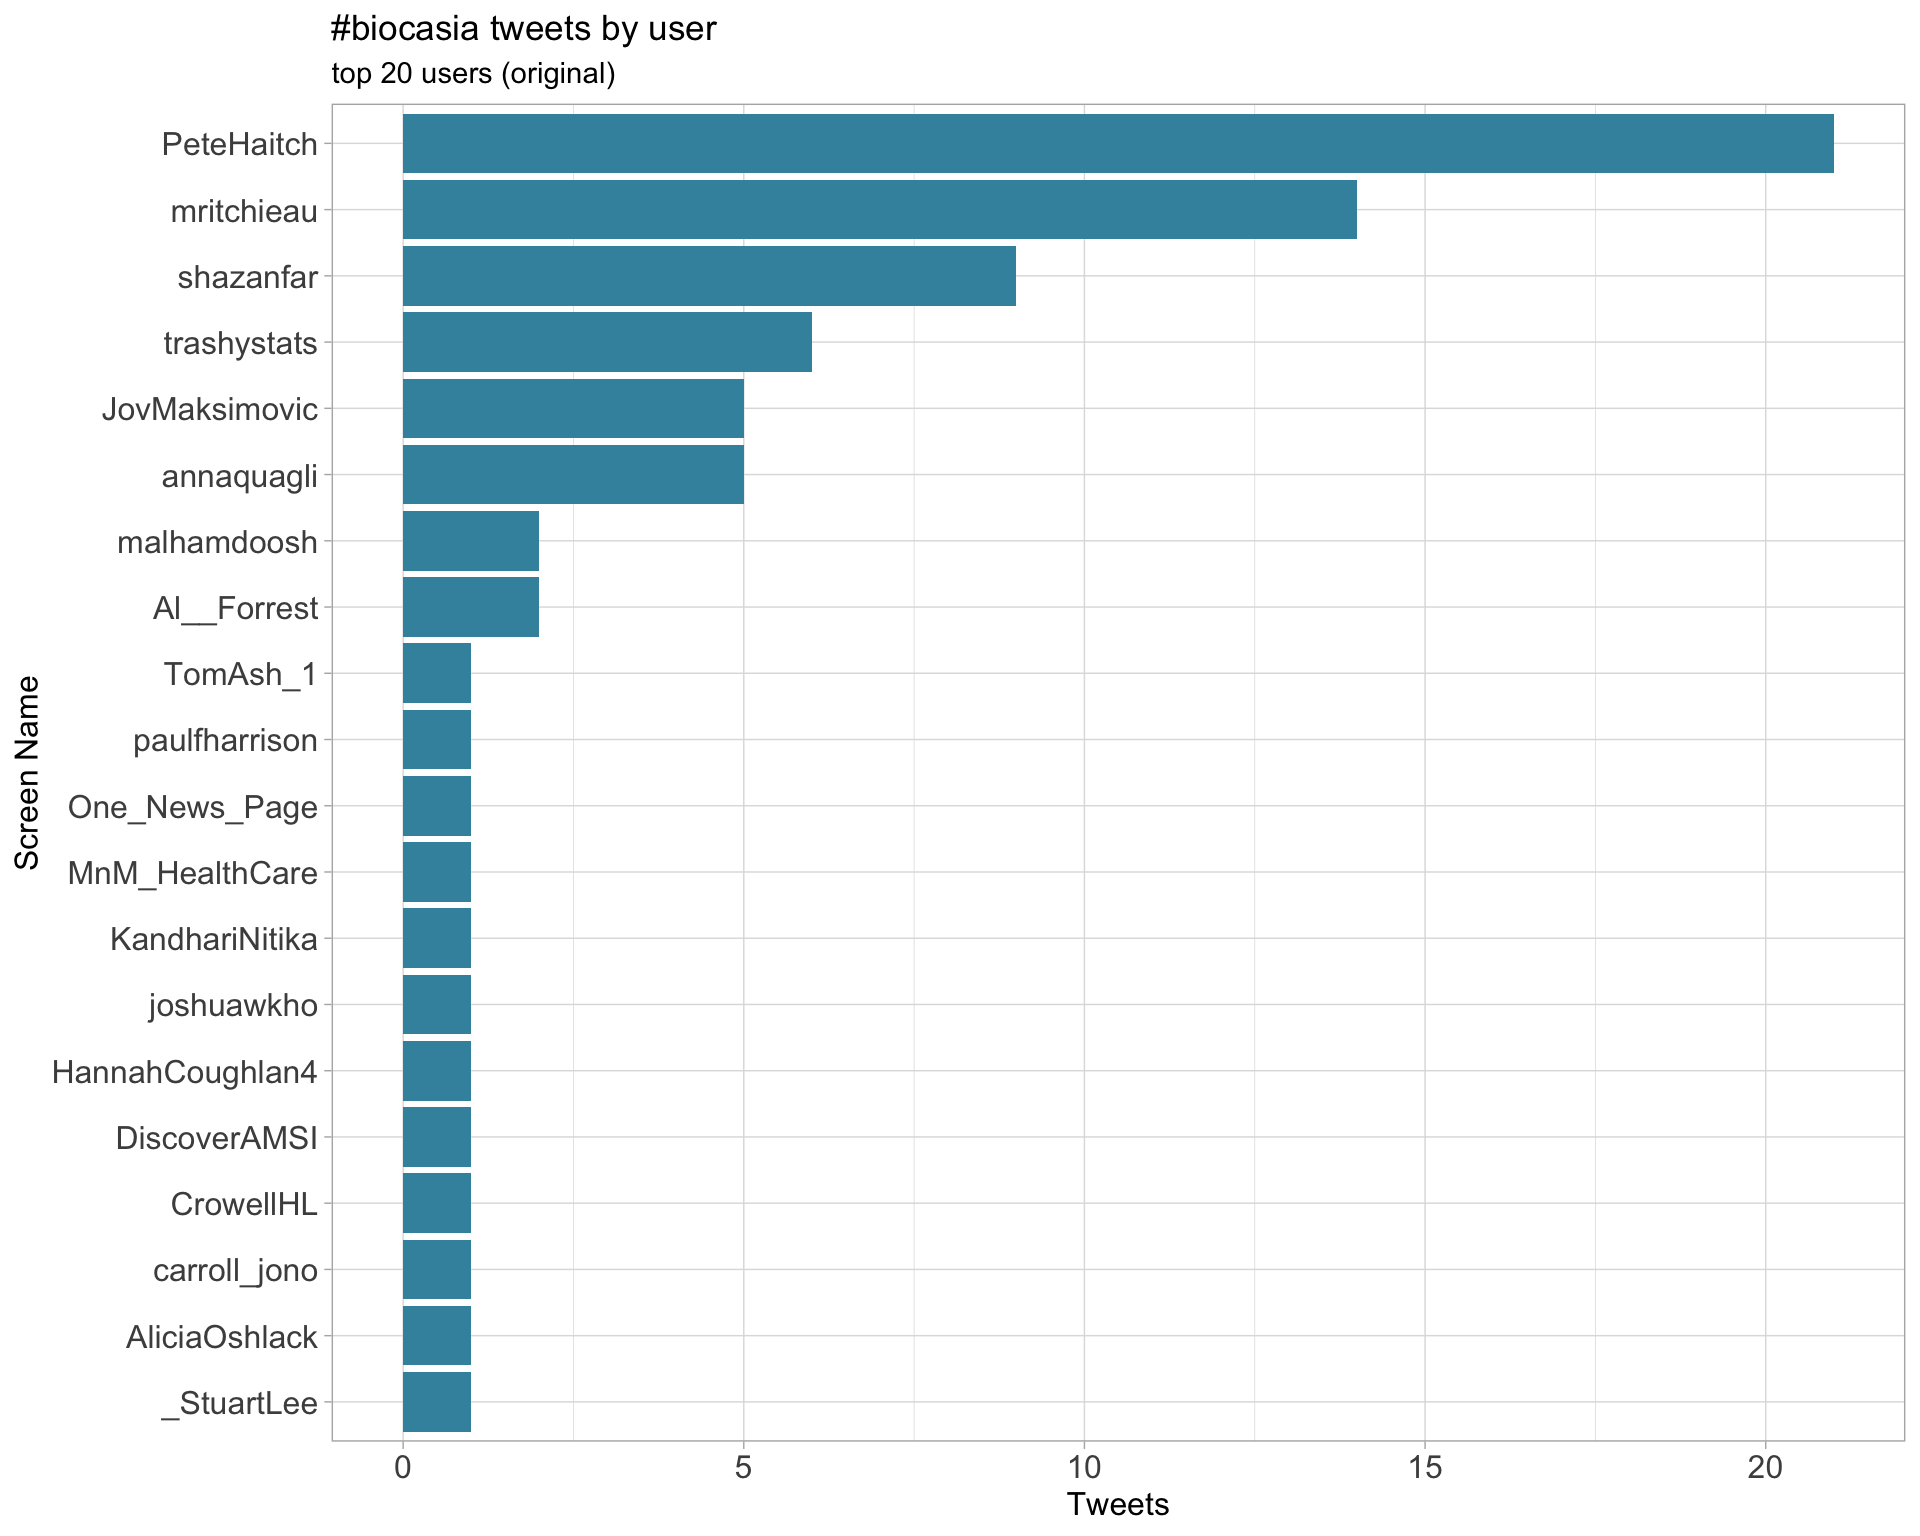 #biocasia tweets by user
top 20 users (original)
PeteHaitch
mritchieau
shazanfar
trashystats
JovMaksimovic
annaquagli
malhamdoosh
Al__Forrest
TomAsh_1
paulfharrison
One_News_Page
MnM_HealthCare
KandhariNitika
joshuawkho
HannahCoughlan4
DiscoverAMSI
CrowellHL
carroll_jono
AliciaOshlack
_StuartLee
Screen Name
0 5 10 15 20
Tweets